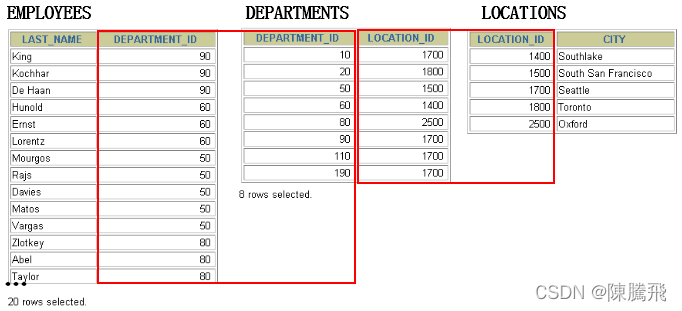 EMPLOYEES DEPARTMENTS LOCATIONS
LAST_NAME DEPARTMENT_ID
King 90
Kochhar 90
De Haan 90
Hunold 60
Ernst 60
Lorentz 60
Mourgos 50
Rajs 50
Davies 50
Matos 50
Vargas 50
Zlotkey 80
Abel 80
Taylor 80
...
20 rows selected.
DEPARTMENT_ID LOCATION_ID
10 1700
20 1800
50 1500
60 1400
80 2500
90 1700
110 1700
190 1700
8 rows selected.
LOCATION_ID CITY
1400 Southlake
1500 South San Francisco
1700 Seattle
1800 Toronto
2500 Oxford
CSDN @陳騰飛